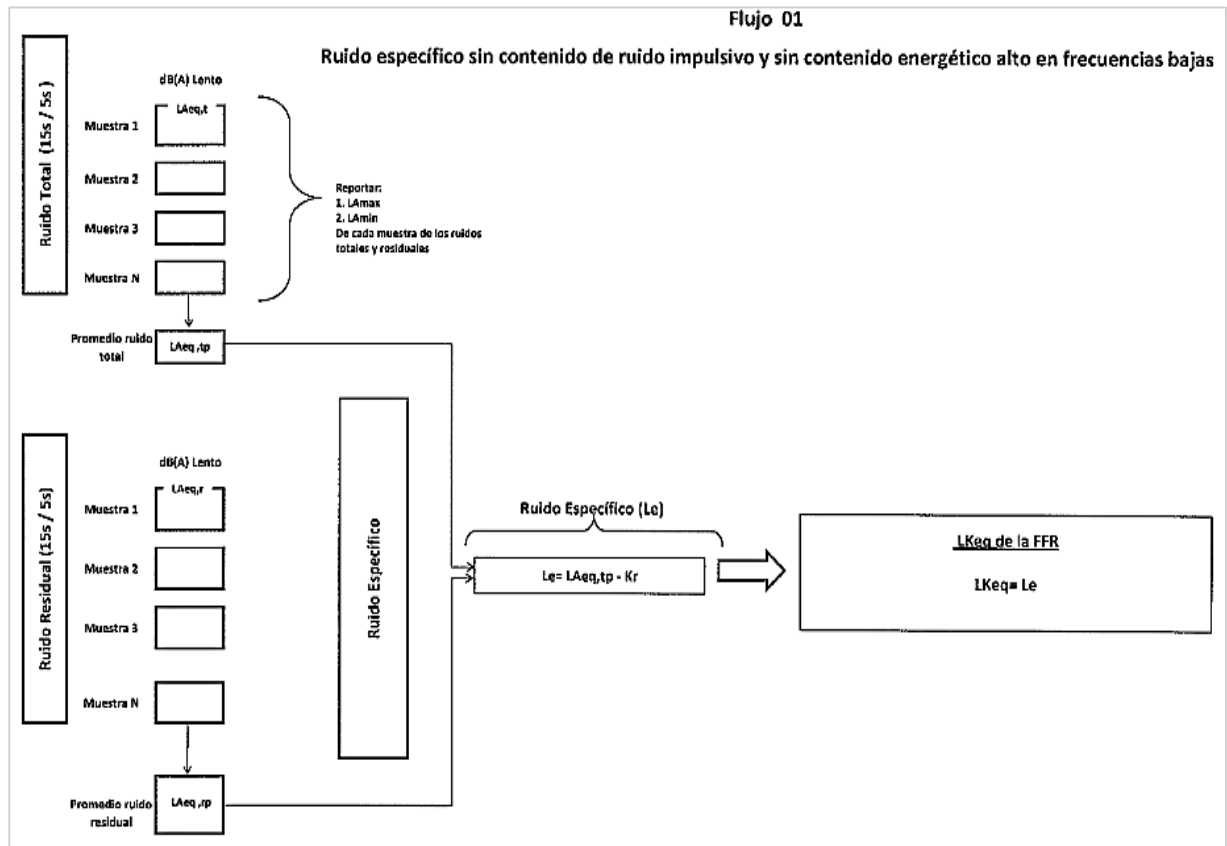 Flujo 01
Ruido específico sin contenido de ruido impulsivo y sin contenido energético alto en frecuencias bajas
Ruido Total (15s / 5s)
dB(A) Lento
LAeq,t
Muestra 1
Muestra 2
Muestra 3
Muestra N
Reportar:
1. LAmax
2. LAmin
De cada muestra de los ruidos
totales y residuales
Promedio ruido
total
LAeq,tp
Ruido Residual (15s / 5s)
dB(A) Lento
LAeq,r
Muestra 1
Muestra 2
Muestra 3
Muestra N
Promedio ruido
residual
LAeq,rp
Ruido Específico
Ruido Específico (Le)
Le= LAeq,tp - Kr
LKeq de la FFR
LKeq= Le